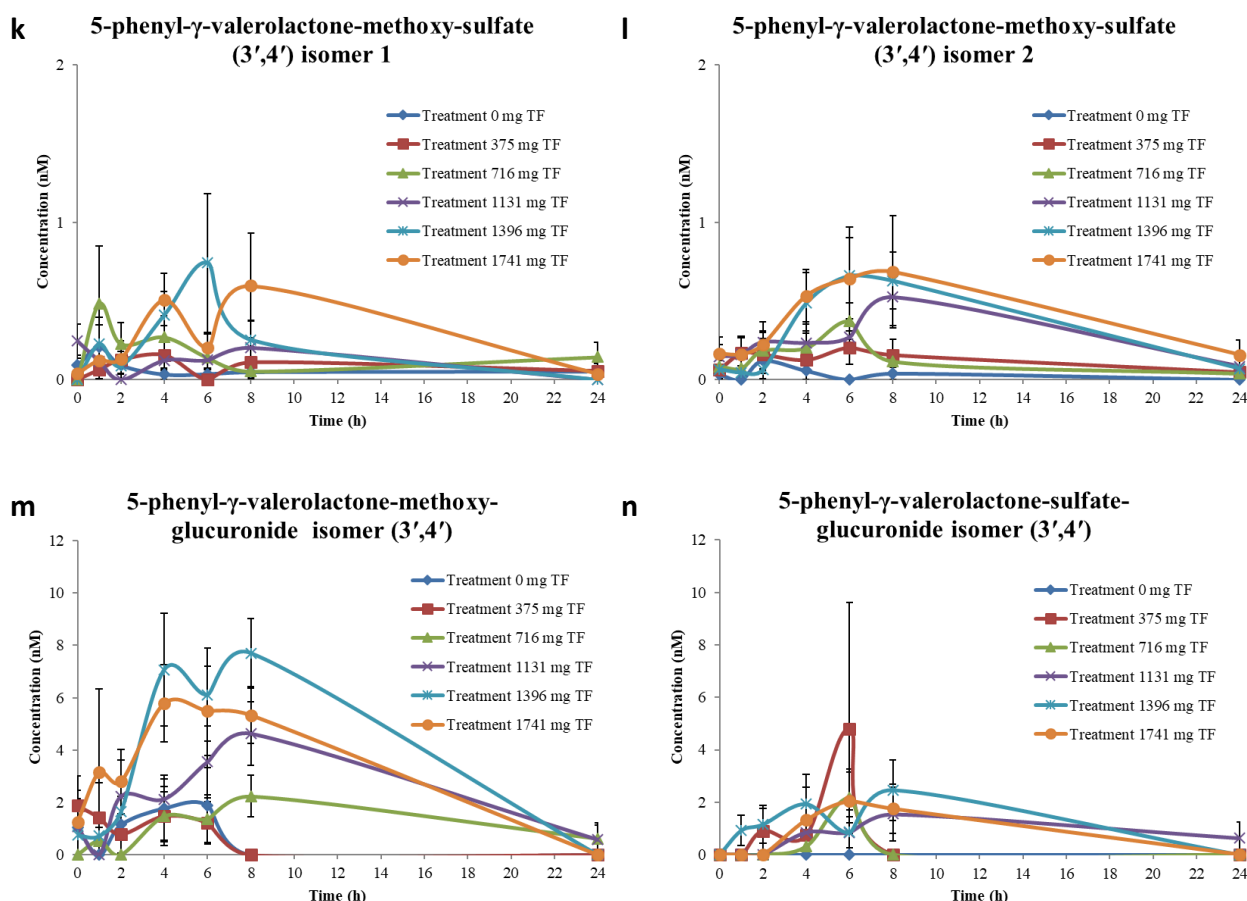 k
5-phenyl-γ-valerolactone-methoxy-sulfate
(3′,4′) isomer 1
2
1
0
Concentration (nM)
Treatment 0 mg TF
Treatment 375 mg TF
Treatment 716 mg TF
Treatment 1131 mg TF
Treatment 1396 mg TF
Treatment 1741 mg TF
0 2 4 6 8 10 12 14 16 18 20 22 24
Time (h)
l
5-phenyl-γ-valerolactone-methoxy-sulfate
(3′,4′) isomer 2
2
1
0
Concentration (nM)
Treatment 0 mg TF
Treatment 375 mg TF
Treatment 716 mg TF
Treatment 1131 mg TF
Treatment 1396 mg TF
Treatment 1741 mg TF
0 2 4 6 8 10 12 14 16 18 20 22 24
Time (h)
m
5-phenyl-γ-valerolactone-methoxy-
glucuronide isomer (3′,4′)
12
10
8
6
4
2
0
Concentration (nM)
Treatment 0 mg TF
Treatment 375 mg TF
Treatment 716 mg TF
Treatment 1131 mg TF
Treatment 1396 mg TF
Treatment 1741 mg TF
0 2 4 6 8 10 12 14 16 18 20 22 24
Time (h)
n
5-phenyl-γ-valerolactone-sulfate-
glucuronide isomer (3′,4′)
12
10
8
6
4
2
0
Concentration (nM)
Treatment 0 mg TF
Treatment 375 mg TF
Treatment 716 mg TF
Treatment 1131 mg TF
Treatment 1396 mg TF
Treatment 1741 mg TF
0 2 4 6 8 10 12 14 16 18 20 22 24
Time (h)